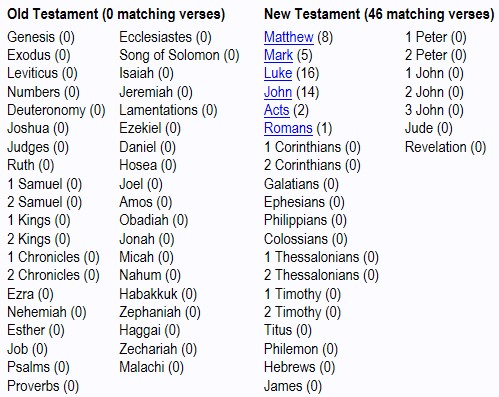 Old Testament (0 matching verses)
Genesis (0)
Exodus (0)
Leviticus (0)
Numbers (0)
Deuteronomy (0)
Joshua (0)
Judges (0)
Ruth (0)
1 Samuel (0)
2 Samuel (0)
1 Kings (0)
2 Kings (0)
1 Chronicles (0)
2 Chronicles (0)
Ezra (0)
Nehemiah (0)
Esther (0)
Job (0)
Psalms (0)
Proverbs (0)
Ecclesiastes (0)
Song of Solomon (0)
Isaiah (0)
Jeremiah (0)
Lamentations (0)
Ezekiel (0)
Daniel (0)
Hosea (0)
Joel (0)
Amos (0)
Obadiah (0)
Jonah (0)
Micah (0)
Nahum (0)
Habakkuk (0)
Zephaniah (0)
Haggai (0)
Zechariah (0)
Malachi (0)
New Testament (46 matching verses)
Matthew (8)
Mark (5)
Luke (16)
John (14)
Acts (2)
Romans (1)
1 Corinthians (0)
2 Corinthians (0)
Galatians (0)
Ephesians (0)
Philippians (0)
Colossians (0)
1 Thessalonians (0)
2 Thessalonians (0)
1 Timothy (0)
2 Timothy (0)
Titus (0)
Philemon (0)
Hebrews (0)
James (0)
1 Peter (0)
2 Peter (0)
1 John (0)
2 John (0)
3 John (0)
Jude (0)
Revelation (0)